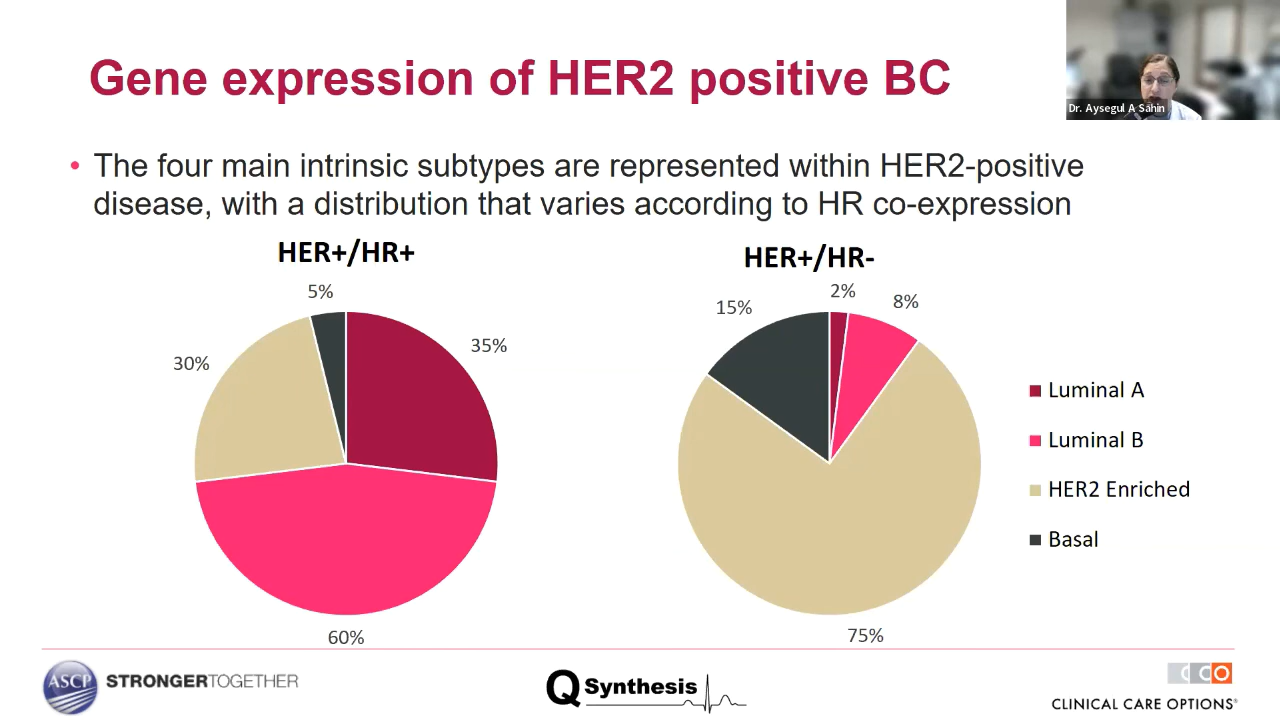 Gene expression of HER2 positive BC
Dr. Aysegul A Sahin
• The four main intrinsic subtypes are represented within HER2-positive
disease, with a distribution that varies according to HR co-expression
HER+/HR+
5%
35%
30%
60%
HER+/HR-
2%
8%
15%
75%
Luminal A
Luminal B
HER2 Enriched
Basal
ASCP STRONGERTOGETHER
Q Synthesis
CCO
CLINICAL CARE OPTIONS®